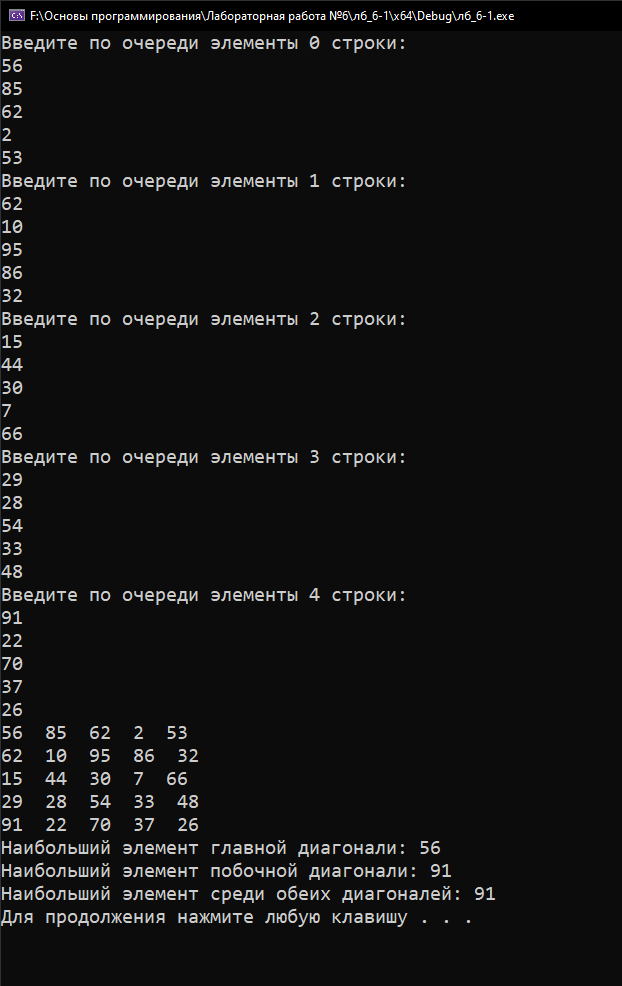 F:\Основы программирования\Лабораторная работа №6\лб_6-1\x64\Debug\лб_6-1.exe
Введите по очереди элементы 0 строки:
56
85
62
2
53
Введите по очереди элементы 1 строки:
62
10
95
86
32
Введите по очереди элементы 2 строки:
15
44
30
7
66
Введите по очереди элементы 3 строки:
29
28
54
33
48
Введите по очереди элементы 4 строки:
91
22
70
37
26
56  85  62  2  53
62  10  95  86  32
15  44  30  7  66
29  28  54  33  48
91  22  70  37  26
Наибольший элемент главной диагонали: 56
Наибольший элемент побочной диагонали: 91
Наибольший элемент среди обеих диагоналей: 91
Для продолжения нажмите любую клавишу . . .